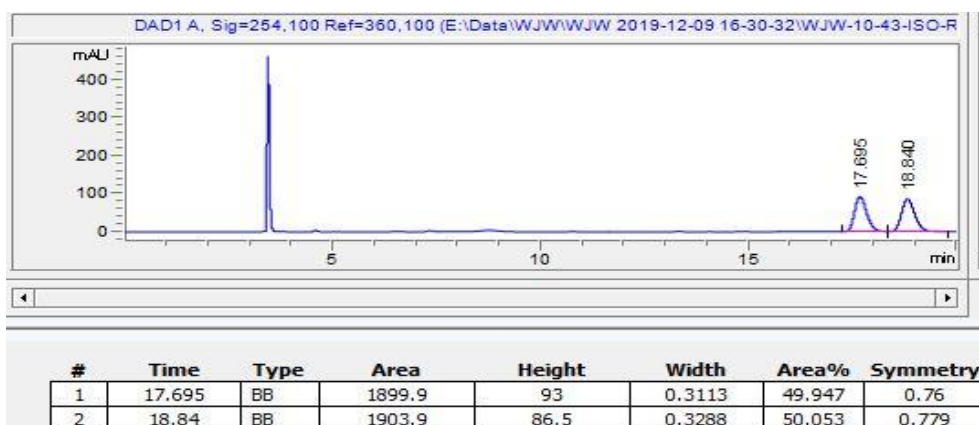 DAD1 A, Sig=254,100 Ref=360,100 (E:\Data\WJW\WJW 2019-12-09 16-30-32\WJW-10-43-ISO-R
mAU
400
300
200
100
0
17.695
18.840
5 10 15 min
# Time Type Area Height Width Area% Symmetry
1 17.695 BB 1899.9 93 0.3113 49.947 0.76
2 18.84 BB 1903.9 86.5 0.3288 50.053 0.779